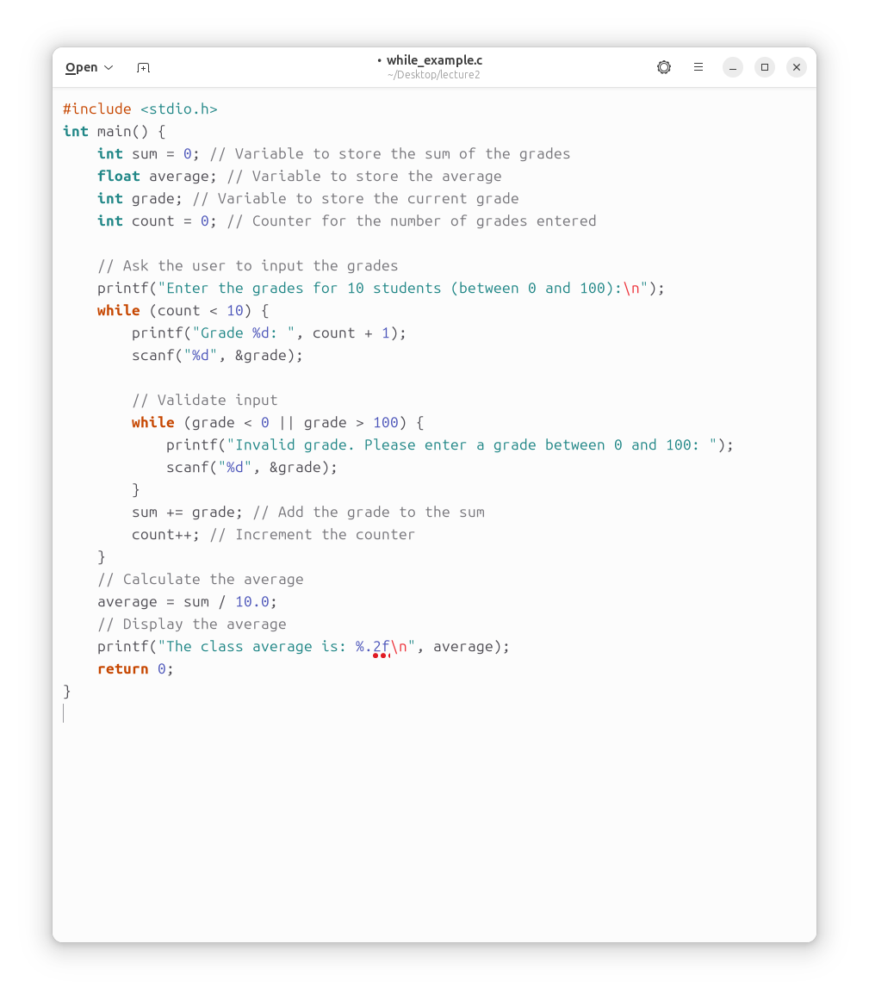 Open
• while_example.c
~/Desktop/lecture2
#include <stdio.h>
int main() {
    int sum = 0; // Variable to store the sum of the grades
    float average; // Variable to store the average
    int grade; // Variable to store the current grade
    int count = 0; // Counter for the number of grades entered

    // Ask the user to input the grades
    printf("Enter the grades for 10 students (between 0 and 100):\n");
    while (count < 10) {
        printf("Grade %d: ", count + 1);
        scanf("%d", &grade);

        // Validate input
        while (grade < 0 || grade > 100) {
            printf("Invalid grade. Please enter a grade between 0 and 100: ");
            scanf("%d", &grade);
        }
        sum += grade; // Add the grade to the sum
        count++; // Increment the counter
    }
    // Calculate the average
    average = sum / 10.0;
    // Display the average
    printf("The class average is: %.2f\n", average);
    return 0;
}